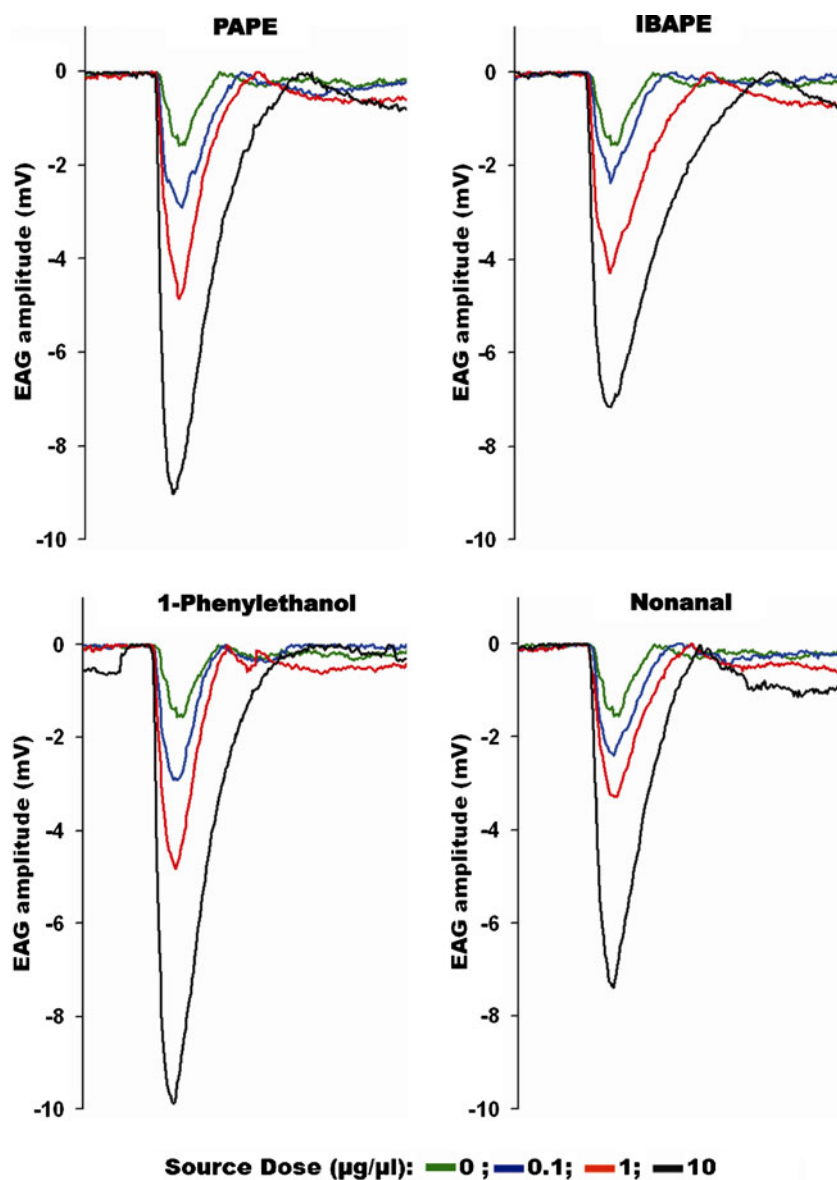 PAPE
IBAPE
EAG amplitude (mV)
0
-2
-4
-6
-8
-10
EAG amplitude (mV)
0
-2
-4
-6
-8
-10
1-Phenylethanol
Nonanal
EAG amplitude (mV)
0
-2
-4
-6
-8
-10
EAG amplitude (mV)
0
-2
-4
-6
-8
-10
Source Dose (µg/µl): 0 ; 0.1; 1; 10